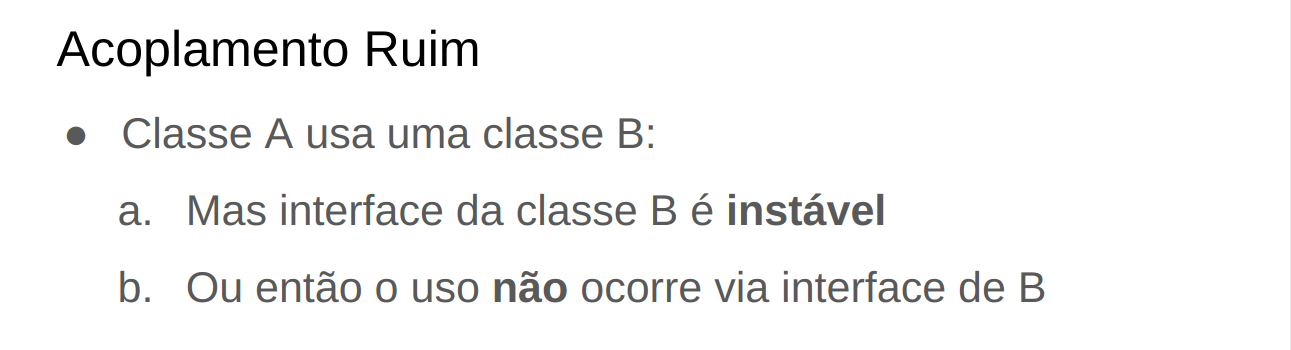 Acoplamento Ruim
● Classe A usa uma classe B:
a. Mas interface da classe B é instável
b. Ou então o uso não ocorre via interface de B